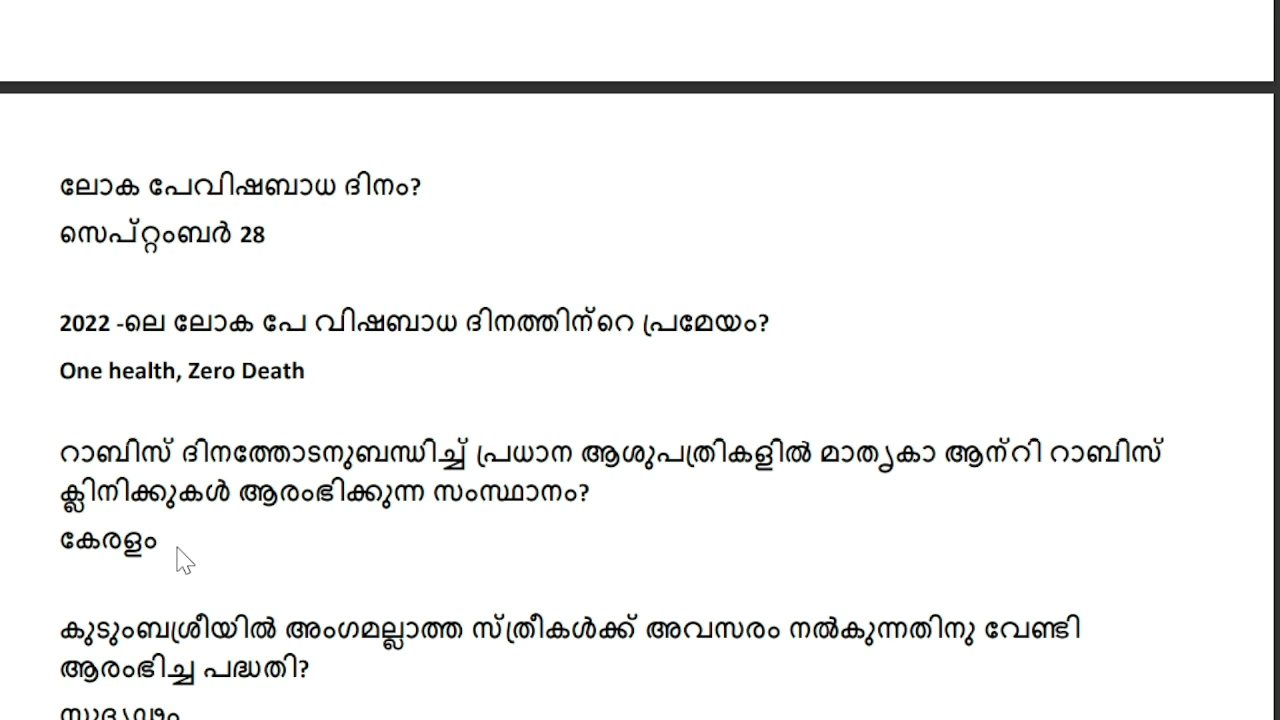 ലോക പേവിഷബാധ ദിനം?
സെപ്റ്റംബർ 28
2022 -ലെ ലോക പേ വിഷബാധ ദിനത്തിന്റെ പ്രമേയം?
One health, Zero Death
റാബിസ് ദിനത്തോടനുബന്ധിച്ച് പ്രധാന ആശുപത്രികളിൽ മാതൃകാ ആന്റി റാബിസ്
ക്ലിനിക്കുകൾ ആരംഭിക്കുന്ന സംസ്ഥാനം?
കേരളം
കുടുംബശ്രീയിൽ അംഗമല്ലാത്ത സ്ത്രീകൾക്ക് അവസരം നൽകുന്നതിനു വേണ്ടി
ആരംഭിച്ച പദ്ധതി?